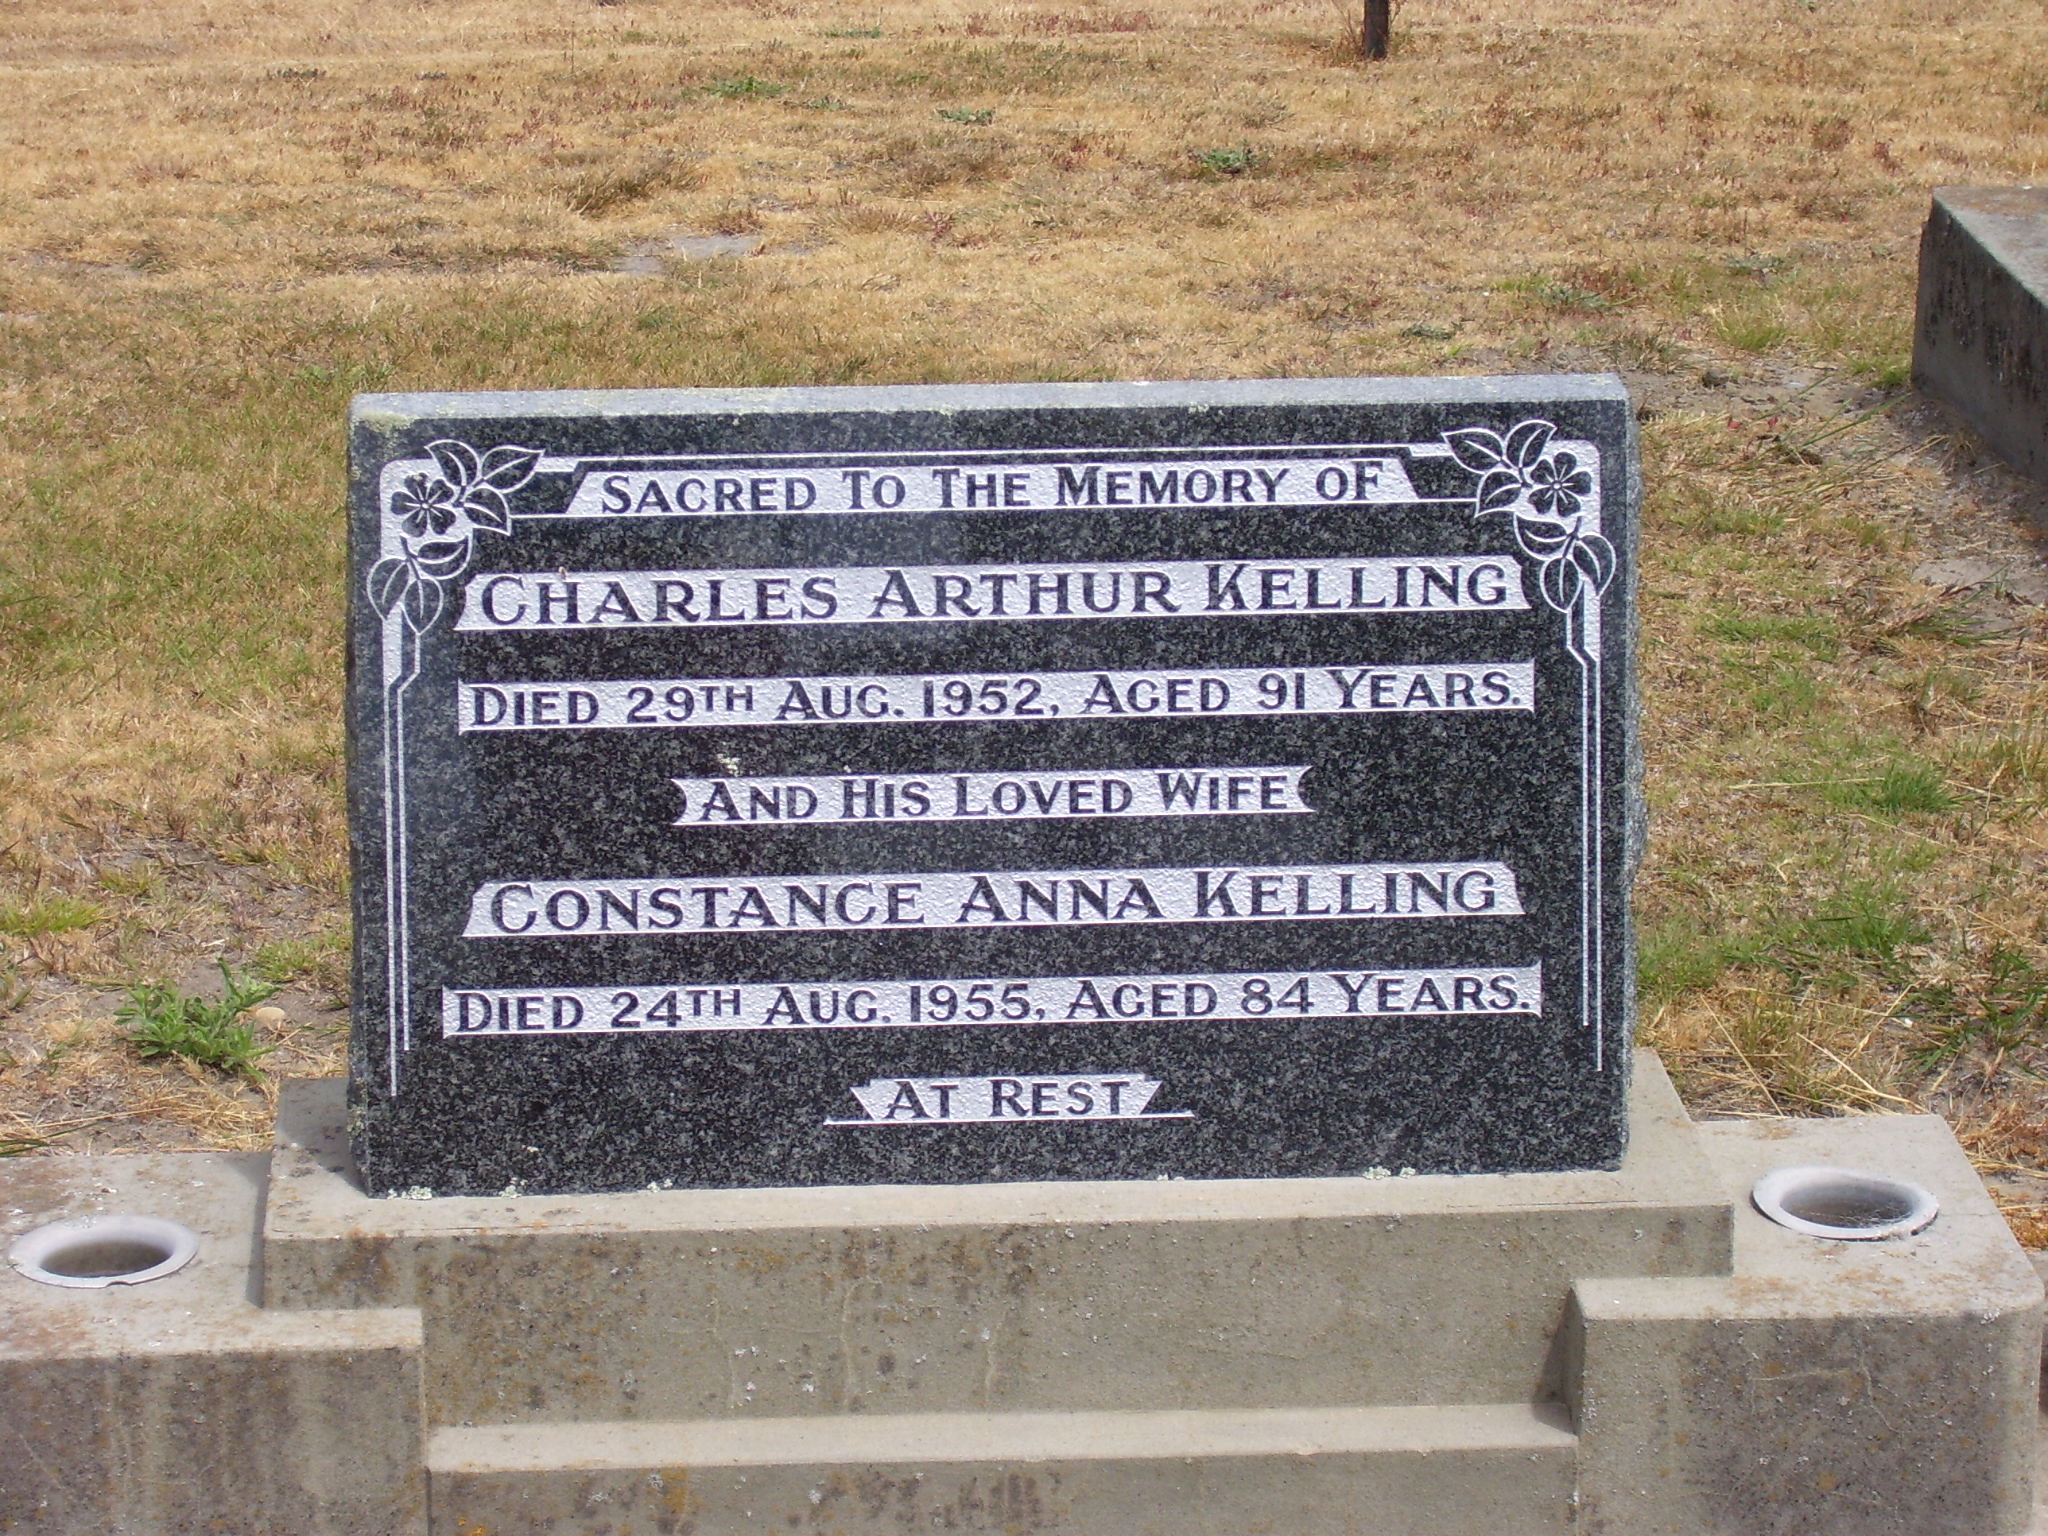 SACRED TO THE MEMORY OF
CHARLES ARTHUR KELLING
DIED 29TH AUG. 1952, AGED 91 YEARS.
AND HIS LOVED WIFE
CONSTANCE ANNA KELLING
DIED 24TH AUG. 1955, AGED 84 YEARS.
AT REST